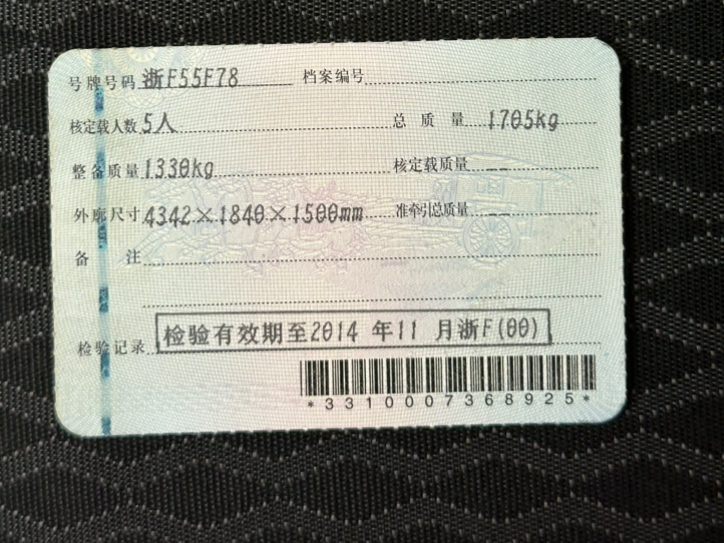 号牌号码 浙F55F78 档案编号
核定载人数 5人 总质量 1705kg
整备质量 1330kg 核定载质量 --
外廓尺寸 4342×1840×1500mm 准牵引总质量 --
备注
检验记录 检验有效期至2014年11月浙F(00)
*3310007368925*